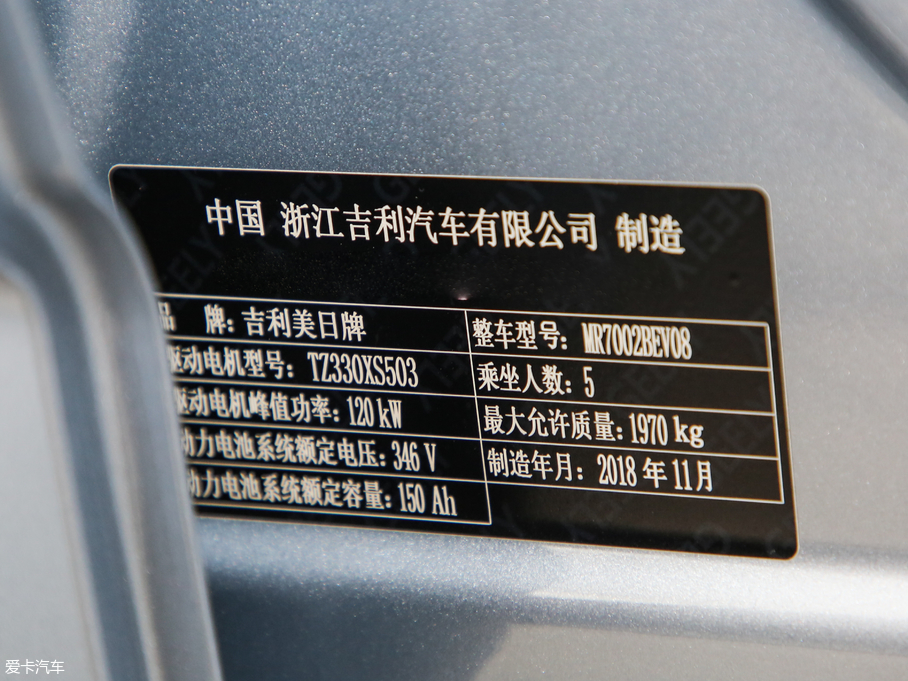 中国 浙江吉利汽车有限公司 制造
品 牌：吉利美日牌
整车型号：MR7002BEV08
驱动电机型号：TZ330XS503
乘坐人数：5
驱动电机峰值功率：120 kW
最大允许质量：1970 kg
动力电池系统额定电压：346 V
制造年月：2018 年 11 月
动力电池系统额定容量：150 Ah
爱卡汽车